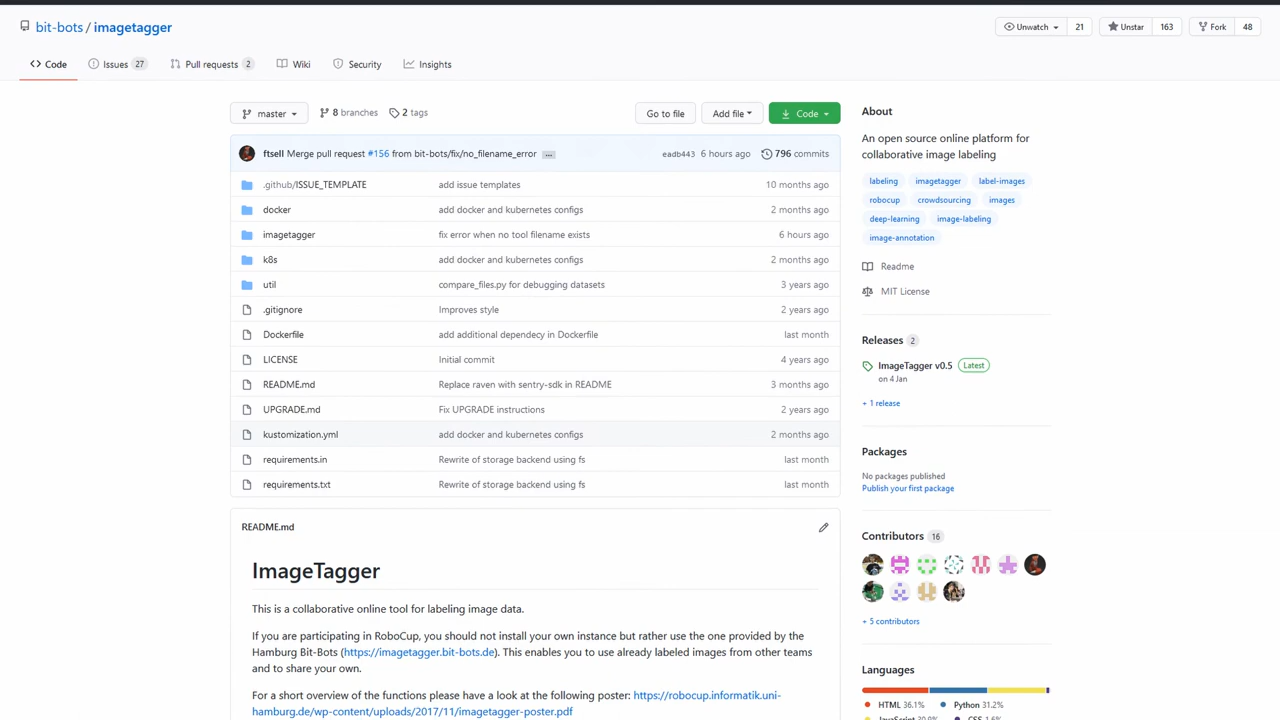 bit-bots / imagetagger
Unwatch 21 Unstar 163 Fork 48
Code Issues 27 Pull requests 2 Wiki Security Insights
master 8 branches 2 tags Go to file Add file Code
ftsell Merge pull request #156 from bit-bots/fix/no_filename_error ... eadb443 6 hours ago 796 commits
.github/ISSUE_TEMPLATE add issue templates 10 months ago
docker add docker and kubernetes configs 2 months ago
imagetagger fix error when no tool filename exists 6 hours ago
k8s add docker and kubernetes configs 2 months ago
util compare_files.py for debugging datasets 3 years ago
.gitignore Improves style 2 years ago
Dockerfile add additional dependecy in Dockerfile last month
LICENSE Initial commit 4 years ago
README.md Replace raven with sentry-sdk in README 3 months ago
UPGRADE.md Fix UPGRADE instructions 2 years ago
kustomization.yml add docker and kubernetes configs 2 months ago
requirements.in Rewrite of storage backend using fs last month
requirements.txt Rewrite of storage backend using fs last month
README.md
ImageTagger
This is a collaborative online tool for labeling image data.
If you are participating in RoboCup, you should not install your own instance but rather use the one provided by the
Hamburg Bit-Bots (https://imagetagger.bit-bots.de). This enables you to use already labeled images from other teams
and to share your own.
For a short overview of the functions please have a look at the following poster: https://robocup.informatik.uni-
hamburg.de/wp-content/uploads/2017/11/imagetagger-poster.pdf
About
An open source online platform for
collaborative image labeling
labeling imagetagger label-images
robocup crowdsourcing images
deep-learning image-labeling
image-annotation
Readme
MIT License
Releases 2
ImageTagger v0.5 Latest
on 4 Jan
+ 1 release
Packages
No packages published
Publish your first package
Contributors 16
+ 5 contributors
Languages
HTML 36.1% Python 31.2%
JavaScript 30.9% CSS 1.6%